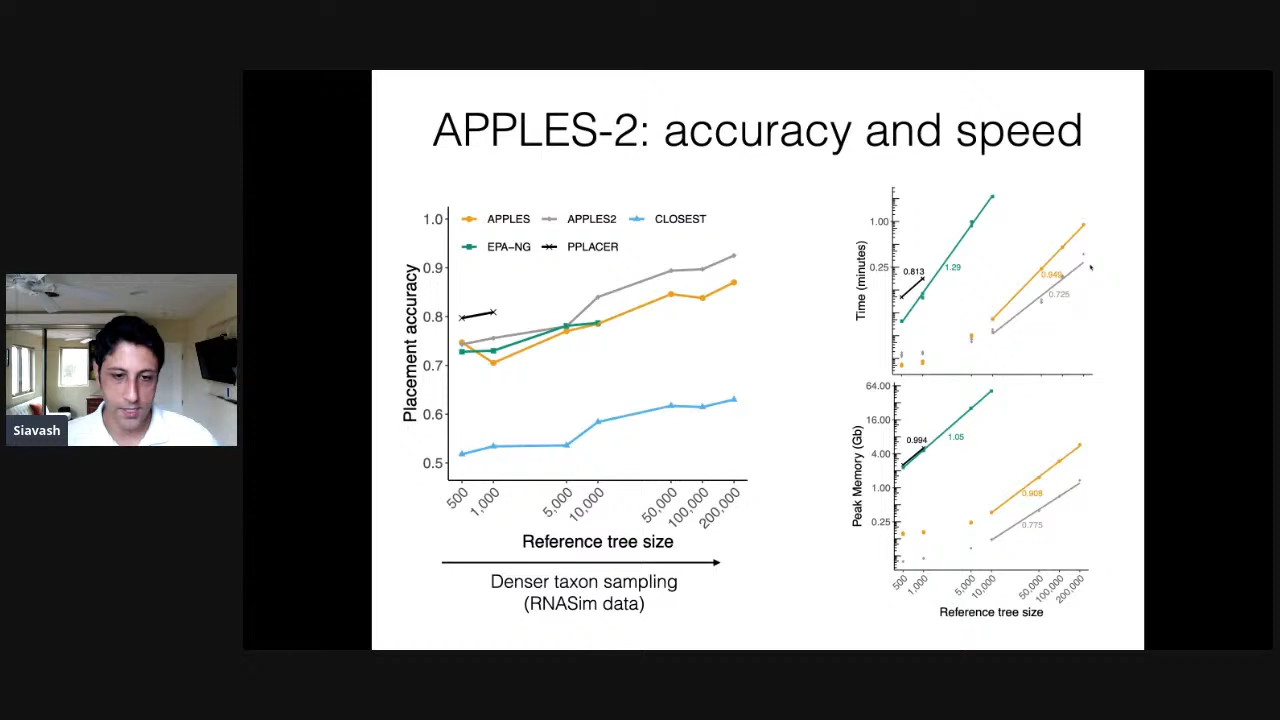 APPLES-2: accuracy and speed
Placement accuracy
1.0
0.9
0.8
0.7
0.6
0.5
APPLES APPLES2 CLOSEST
EPA-NG PPLACER
500 1,000 5,000 10,000 50,000 100,000 200,000
Reference tree size
Denser taxon sampling
(RNASim data)
Time (minutes)
1.00
0.25
0.813
1.29
0.946
0.725
Peak Memory (Gb)
64.00
16.00
4.00
1.00
0.25
0.994
1.05
0.908
0.775
500 1,000 5,000 10,000 50,000 100,000 200,000
Reference tree size
Siavash